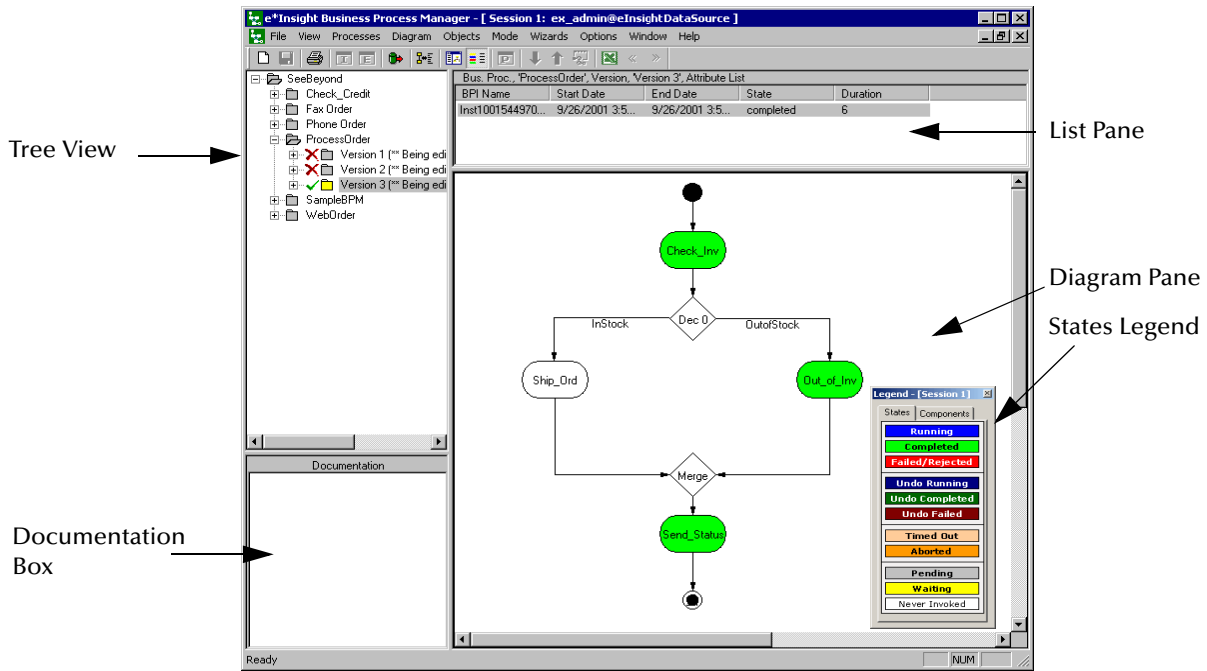 e*Insight Business Process Manager - [ Session 1: ex_admin@eInsightDataSource ]
File View Processes Diagram Objects Mode Wizards Options Window Help
SeeBeyond
Check_Credit
Fax Order
Phone Order
ProcessOrder
Version 1 (** Being edi
Version 2 (** Being edi
Version 3 (** Being edi
SampleBPM
WebOrder
Bus. Proc., 'ProcessOrder', Version, 'Version 3', Attribute List
BPI Name Start Date End Date State Duration
Inst1001544970... 9/26/2001 3:5... 9/26/2001 3:5... completed 6
Tree View
List Pane
Check_Inv
Dec 0
InStock
OutofStock
Ship_Ord
Out_of_Inv
Merge
Send_Status
Diagram Pane
States Legend
Legend - [Session 1]
States Components
Running
Completed
Failed/Rejected
Undo Running
Undo Completed
Undo Failed
Timed Out
Aborted
Pending
Waiting
Never Invoked
Documentation
Documentation
Box
Ready
NUM